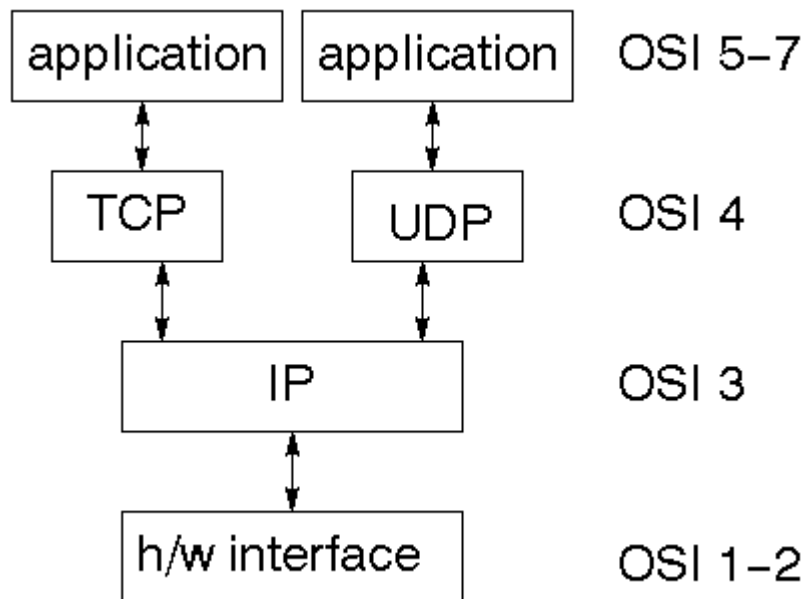 application application OSI 5-7
TCP UDP OSI 4
IP OSI 3
h/w interface OSI 1-2